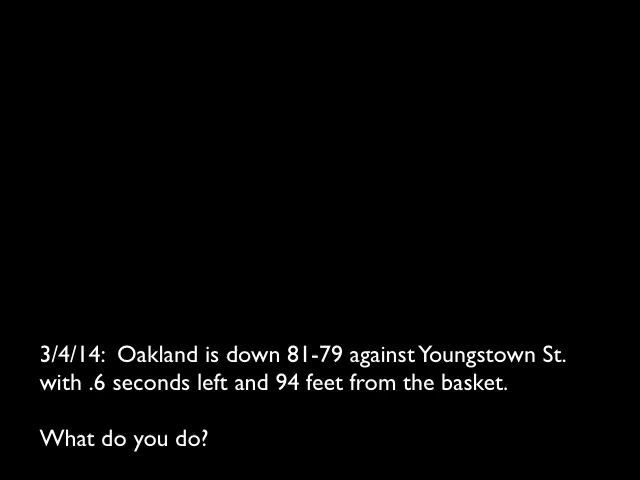 3/4/14:  Oakland is down 81-79 against Youngstown St.
with .6 seconds left and 94 feet from the basket.
What do you do?